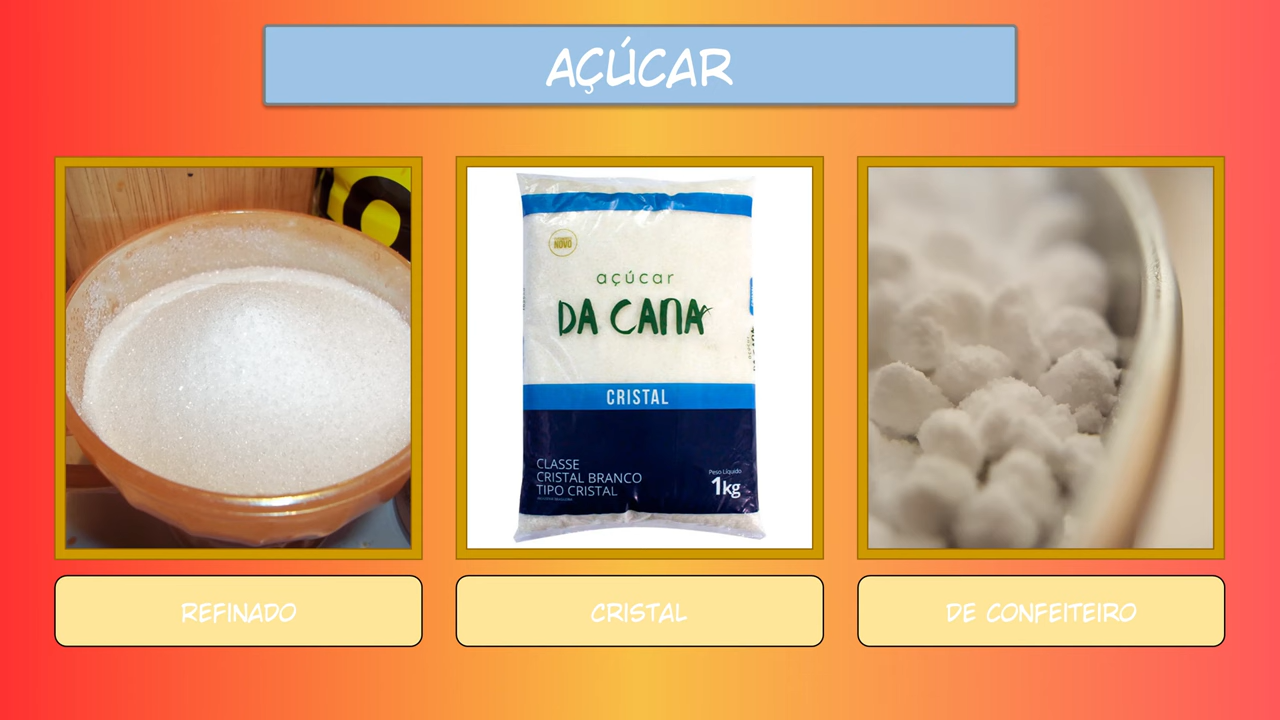 AÇÚCAR
NOVO
açúcar
DA CANA
CRISTAL
CLASSE
CRISTAL BRANCO
TIPO CRISTAL
Peso Líquido
1kg
REFINADO
CRISTAL
DE CONFEITEIRO